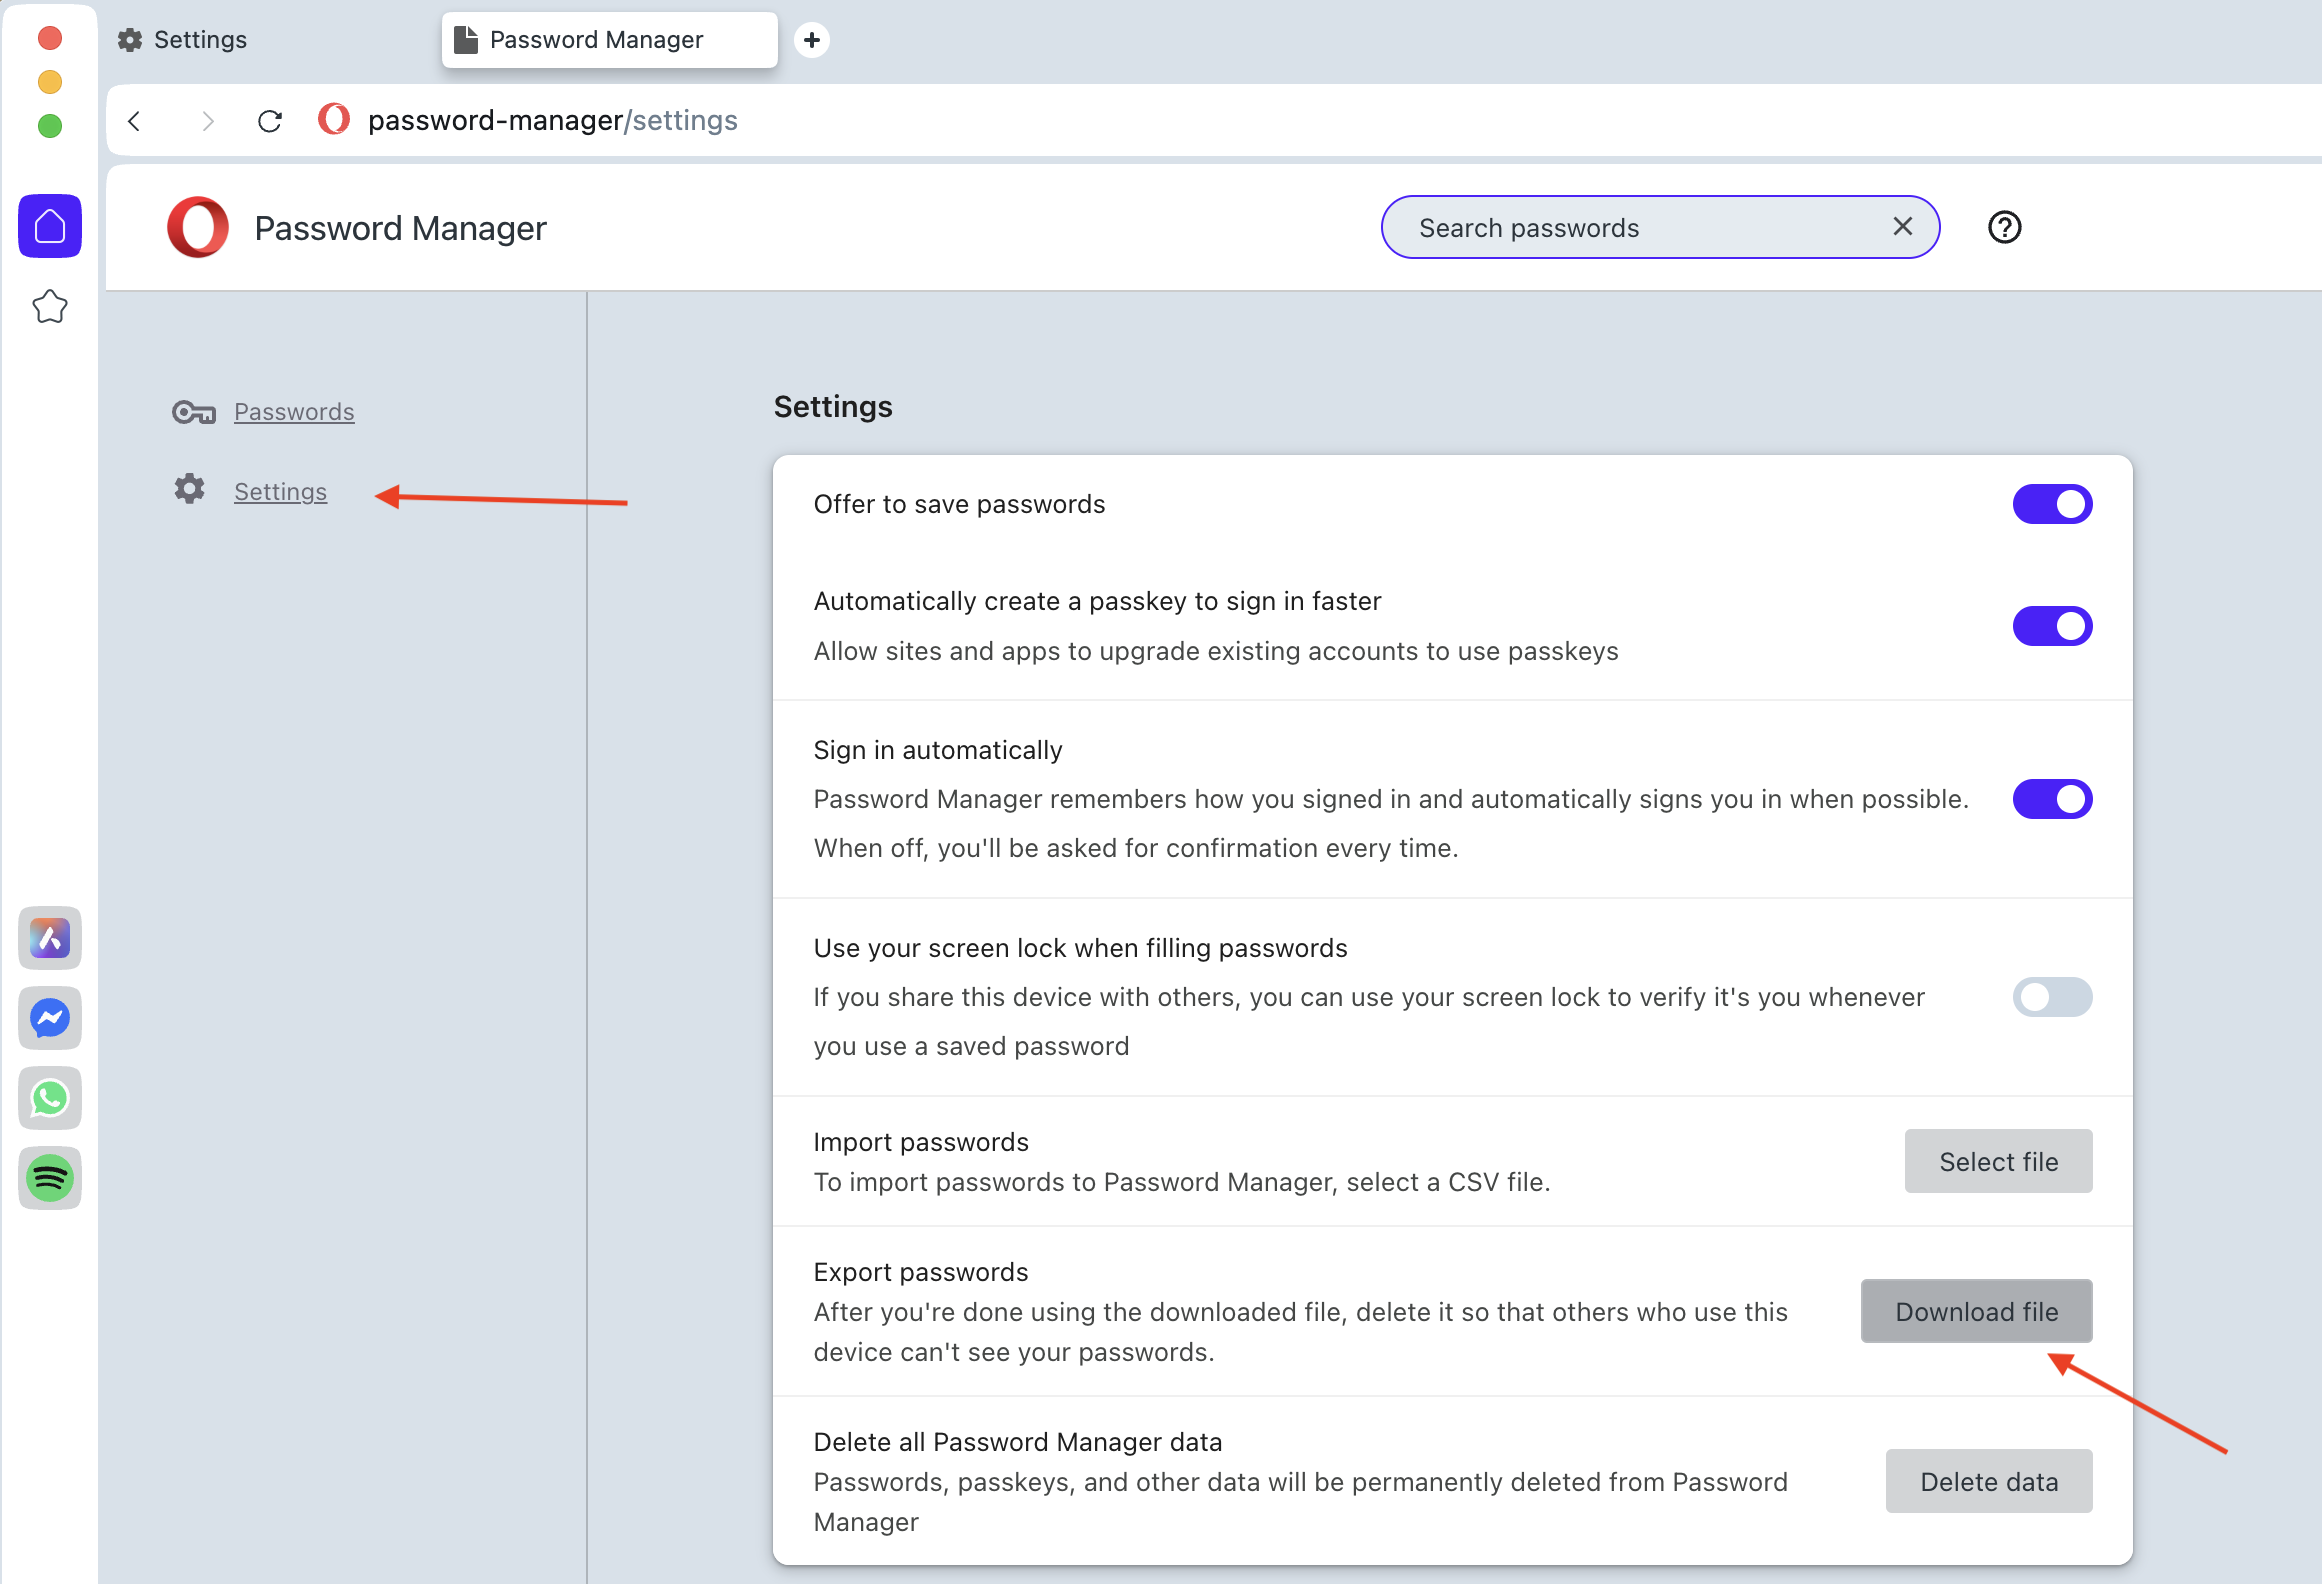 Settings
Password Manager
password-manager/settings
Password Manager
Search passwords
Passwords
Settings
Settings
Offer to save passwords
Automatically create a passkey to sign in faster
Allow sites and apps to upgrade existing accounts to use passkeys
Sign in automatically
Password Manager remembers how you signed in and automatically signs you in when possible.
When off, you'll be asked for confirmation every time.
Use your screen lock when filling passwords
If you share this device with others, you can use your screen lock to verify it's you whenever
you use a saved password
Import passwords
To import passwords to Password Manager, select a CSV file.
Select file
Export passwords
After you're done using the downloaded file, delete it so that others who use this
device can't see your passwords.
Download file
Delete all Password Manager data
Passwords, passkeys, and other data will be permanently deleted from Password
Manager
Delete data